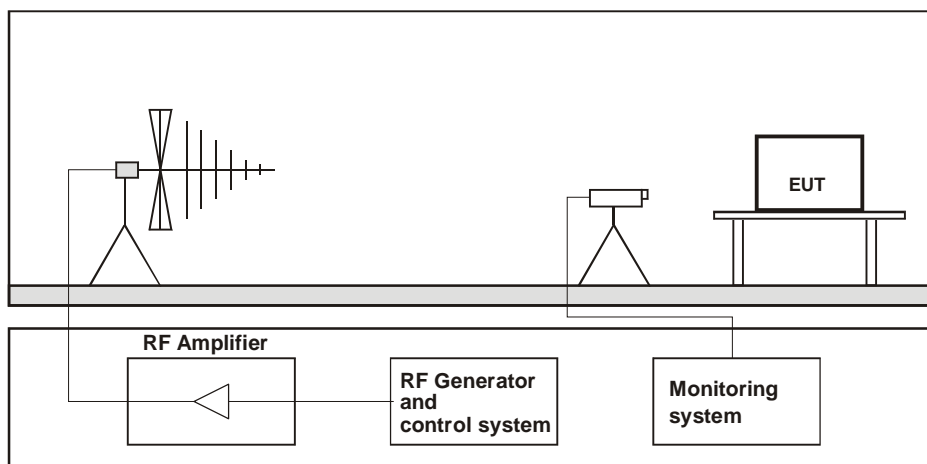 EUT
RF Amplifier
RF Generator
and
control system
Monitoring
system